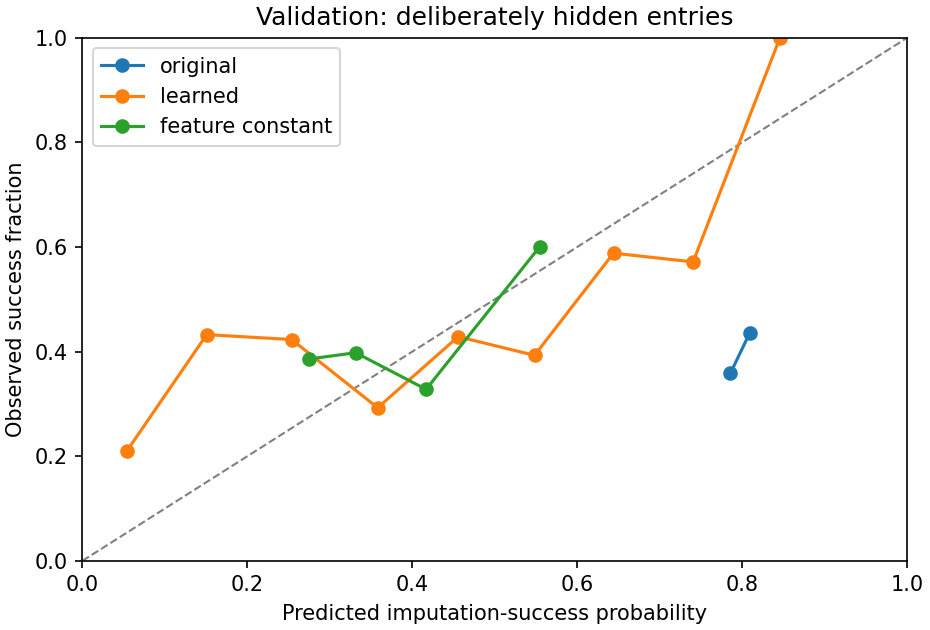 Validation: deliberately hidden entries
original
learned
feature constant
Observed success fraction
1.0
0.8
0.6
0.4
0.2
0.0
0.0 0.2 0.4 0.6 0.8 1.0
Predicted imputation-success probability